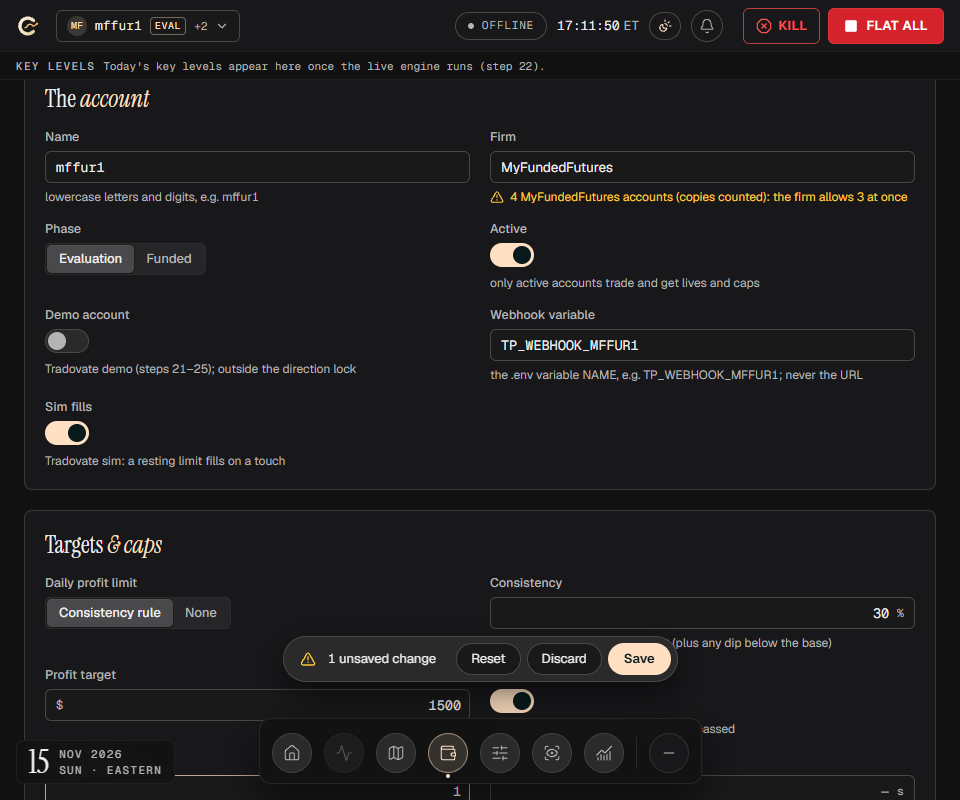 MF mffur1 EVAL +2
OFFLINE 17:11:50 ET KILL FLAT ALL
KEY LEVELS Today's key levels appear here once the live engine runs (step 22).
The account
Name
mffur1
lowercase letters and digits, e.g. mffur1
Firm
MyFundedFutures
4 MyFundedFutures accounts (copies counted): the firm allows 3 at once
Phase
Evaluation Funded
Active
only active accounts trade and get lives and caps
Demo account
Tradovate demo (steps 21–25); outside the direction lock
Webhook variable
TP_WEBHOOK_MFFUR1
the .env variable NAME, e.g. TP_WEBHOOK_MFFUR1; never the URL
Sim fills
Tradovate sim: a resting limit fills on a touch
Targets & caps
Daily profit limit
Consistency rule None
Consistency
30 %
(plus any dip below the base)
1 unsaved change Reset Discard Save
Profit target
$ 1500
assed
15 NOV 2026
SUN · EASTERN
1
– s